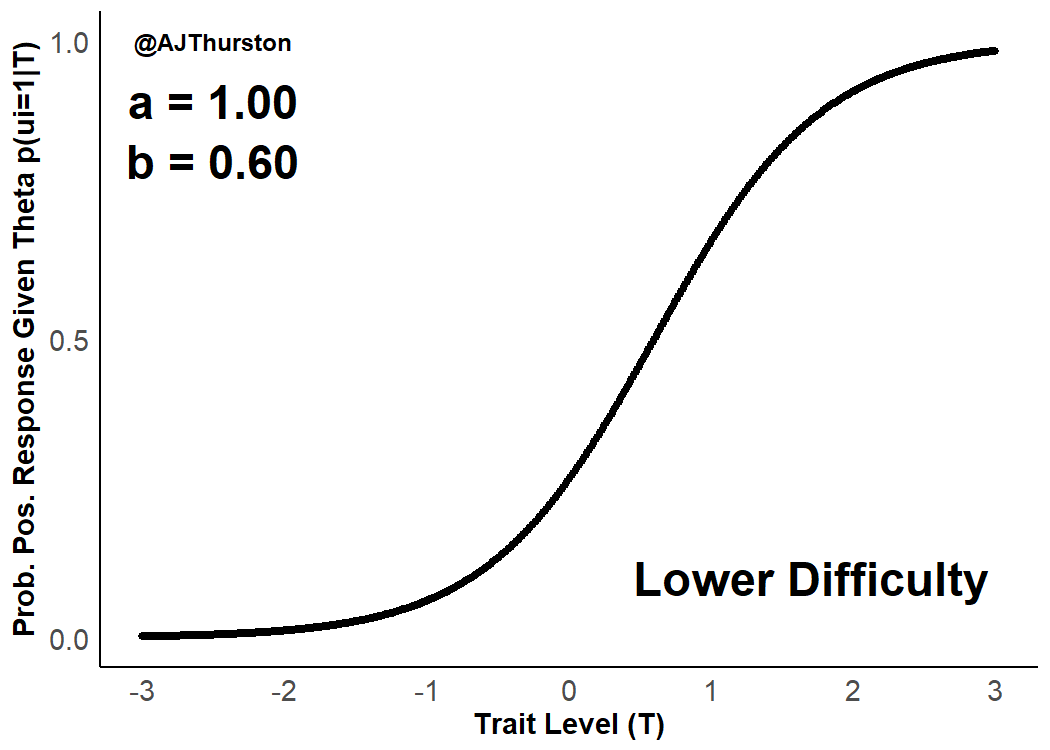 @AJThurston
a = 1.00
b = 0.60
Prob. Pos. Response Given Theta p(ui=1|T)
1.0
0.5
0.0
Lower Difficulty
-3 -2 -1 0 1 2 3
Trait Level (T)